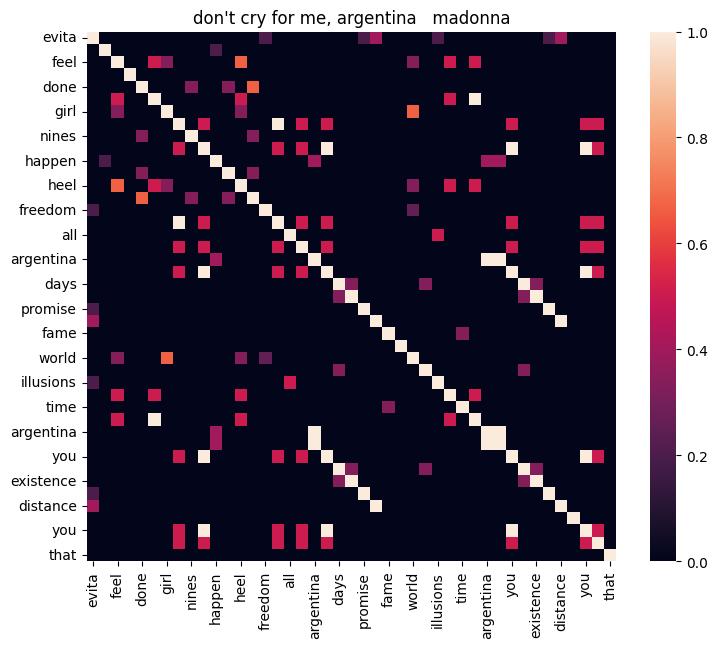 don't cry for me, argentina   madonna
evita
feel
done
girl
nines
happen
heel
freedom
all
argentina
days
promise
fame
world
illusions
time
argentina
you
existence
distance
you
that
evita
feel
done
girl
nines
happen
heel
freedom
all
argentina
days
promise
fame
world
illusions
time
argentina
you
existence
distance
you
that
1.0
0.8
0.6
0.4
0.2
0.0